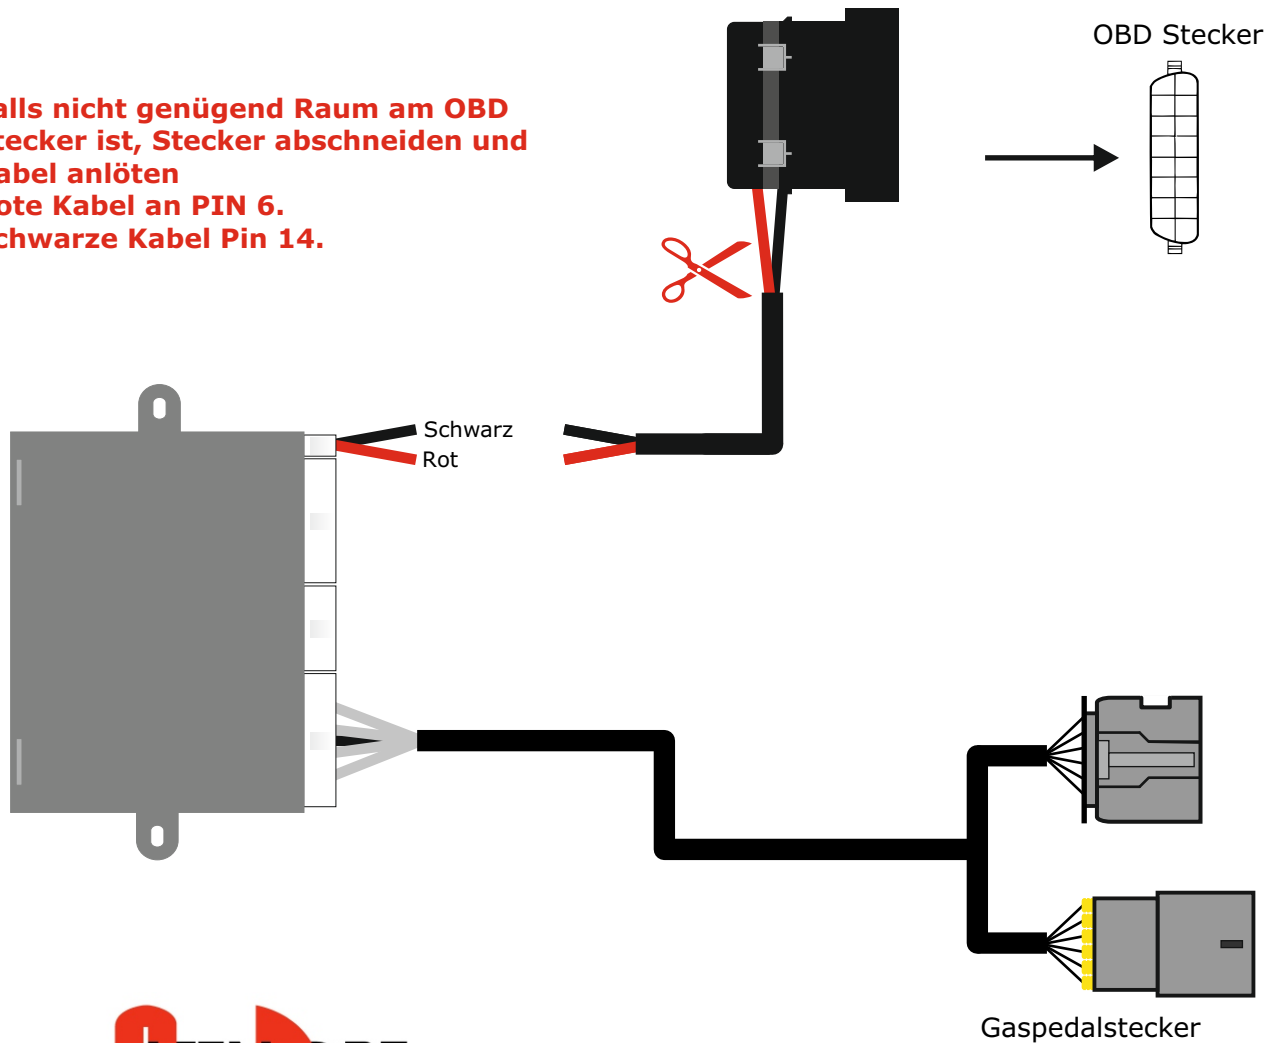 OBD Stecker
alls nicht genügend Raum am OBD
tecker ist, Stecker abschneiden und
abel anlöten
ote Kabel an PIN 6.
chwarze Kabel Pin 14.
Schwarz
Rot
Gaspedalstecker